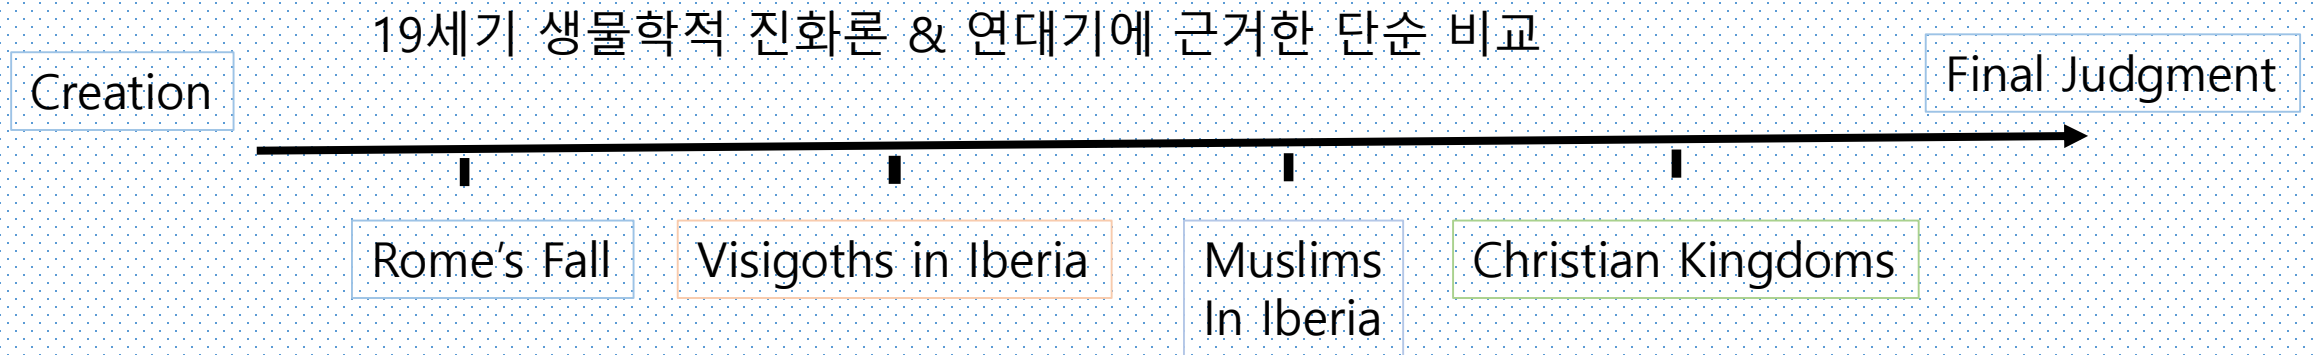 19세기 생물학적 진화론 & 연대기에 근거한 단순 비교
Creation
Final Judgment
Rome's Fall
Visigoths in Iberia
Muslims
In Iberia
Christian Kingdoms